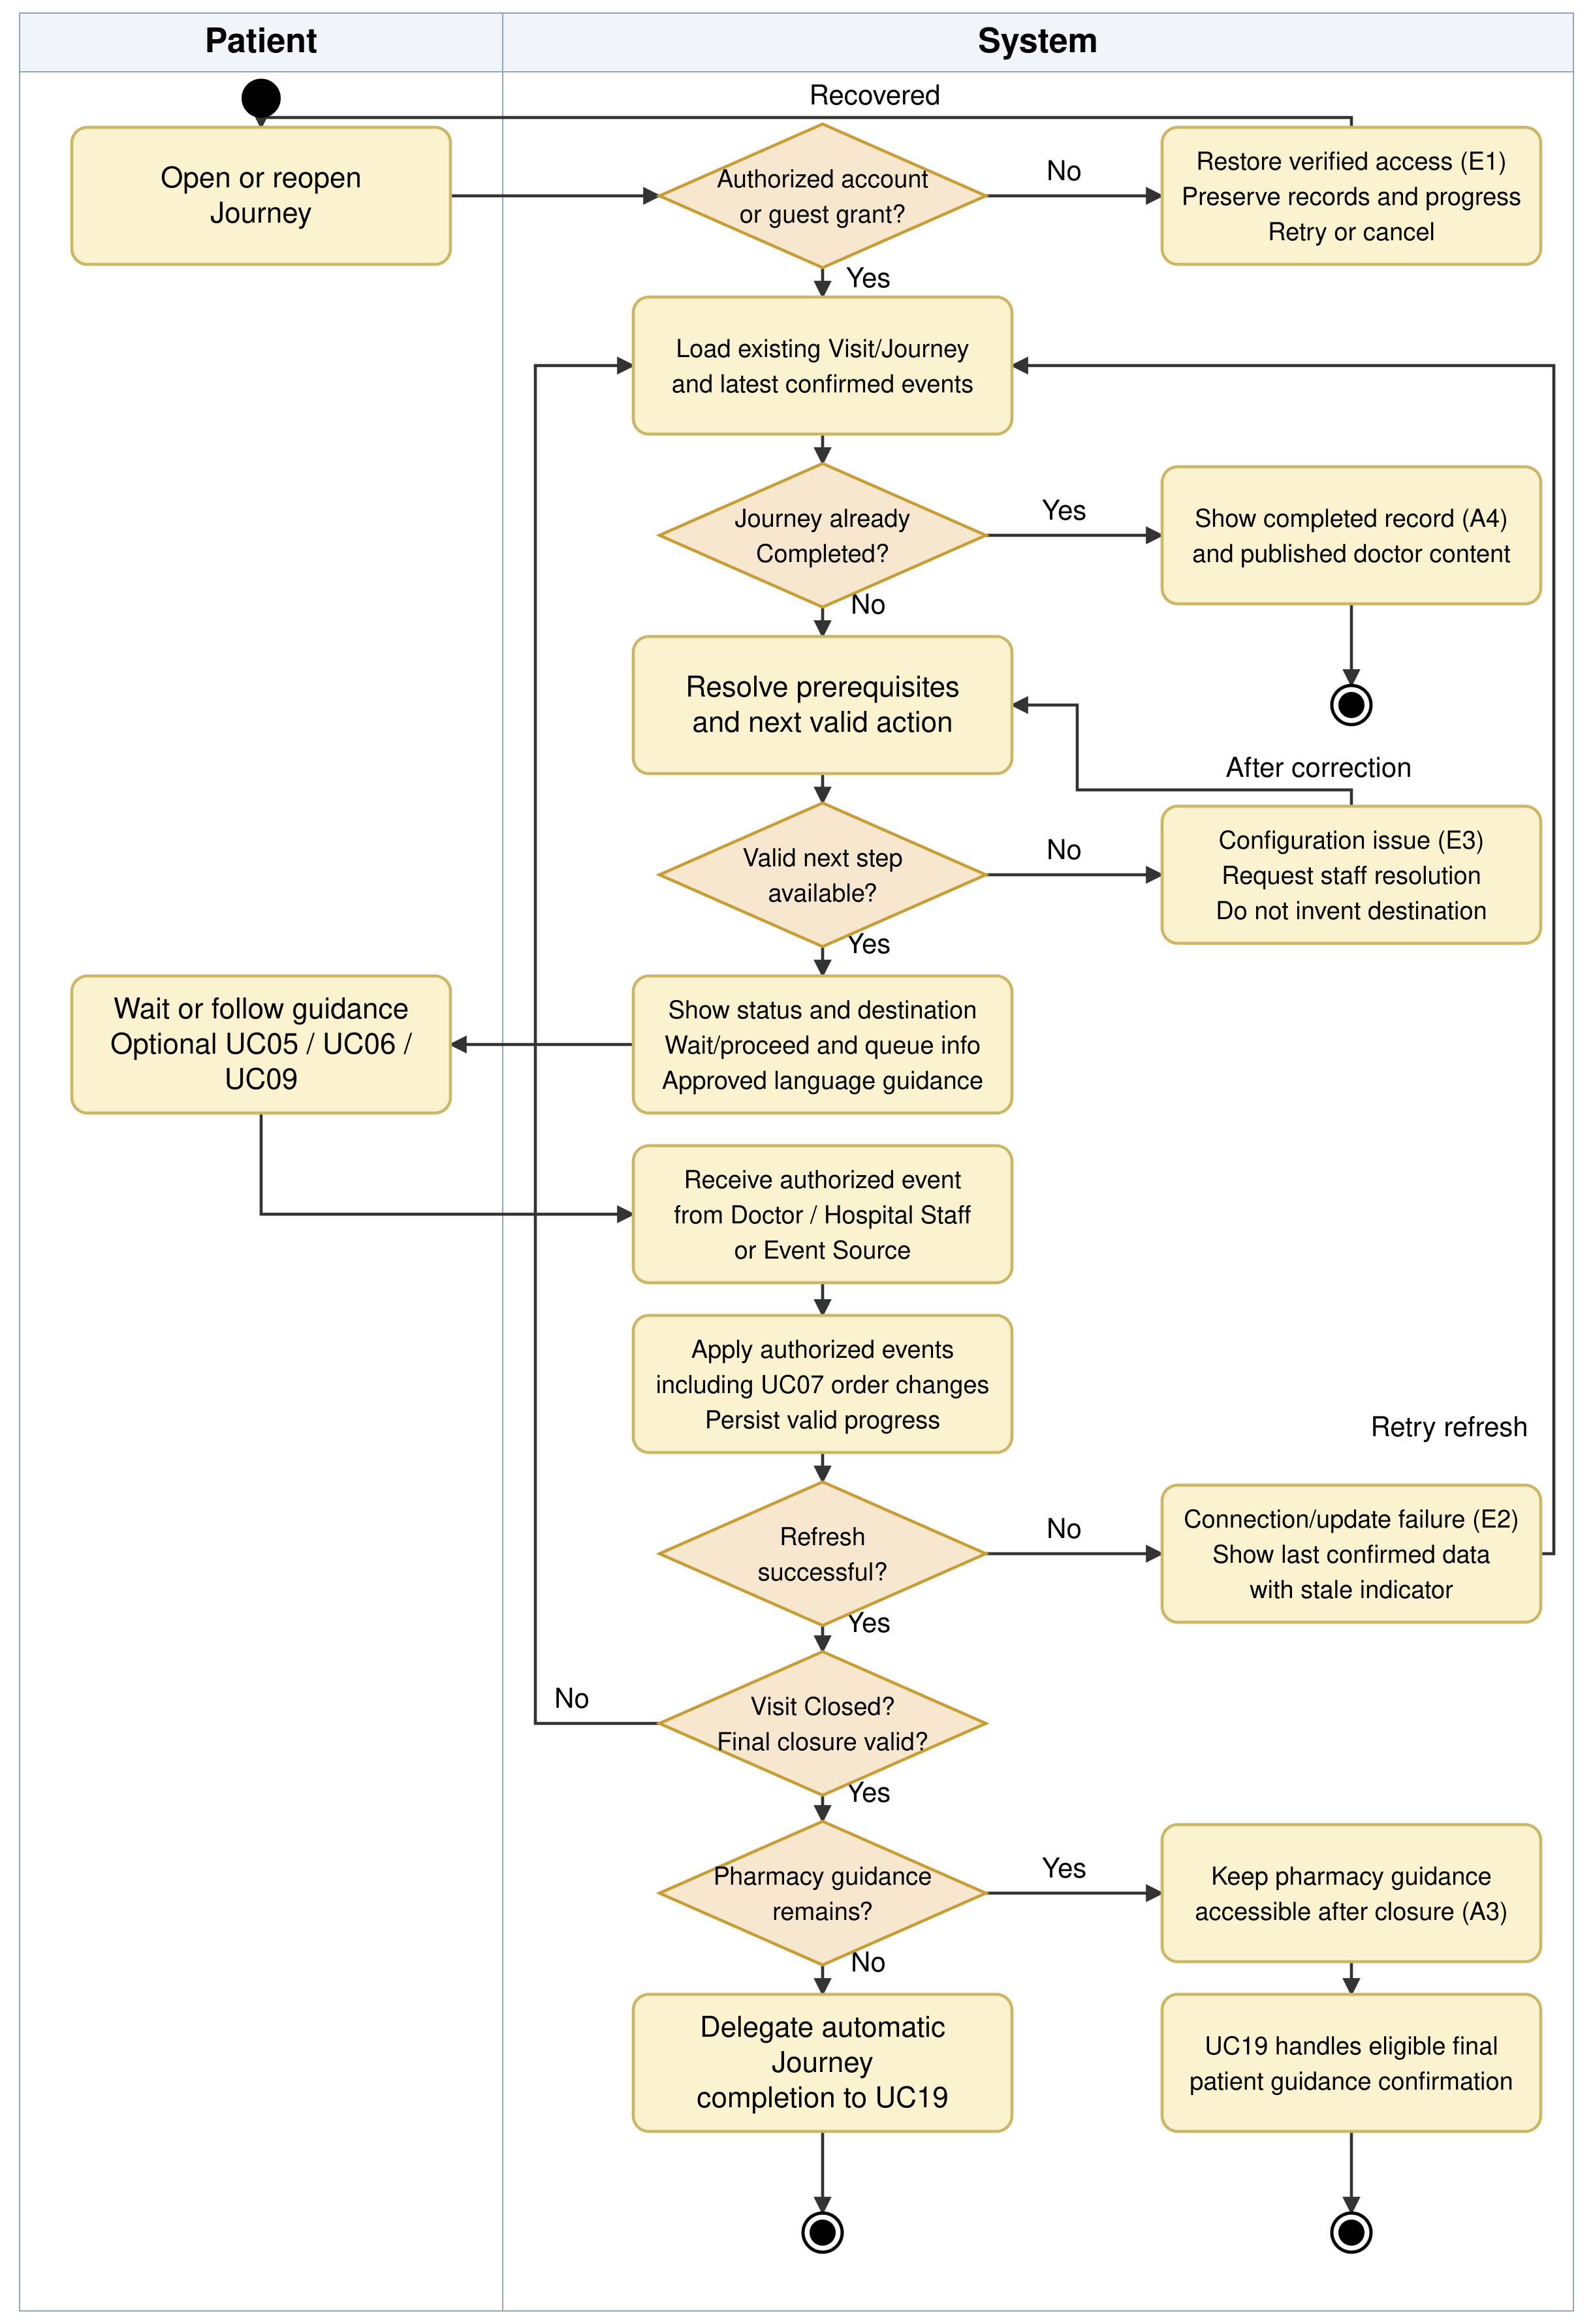 Patient
System
Recovered
Open or reopen
Journey
Authorized account
or guest grant?
No
Restore verified access (E1)
Preserve records and progress
Retry or cancel
Yes
Load existing Visit/Journey
and latest confirmed events
Journey already
Completed?
Yes
Show completed record (A4)
and published doctor content
No
Resolve prerequisites
and next valid action
After correction
Valid next step
available?
No
Configuration issue (E3)
Request staff resolution
Do not invent destination
Yes
Wait or follow guidance
Optional UC05 / UC06 /
UC09
Show status and destination
Wait/proceed and queue info
Approved language guidance
Receive authorized event
from Doctor / Hospital Staff
or Event Source
Apply authorized events
including UC07 order changes
Persist valid progress
Retry refresh
Refresh
successful?
No
Connection/update failure (E2)
Show last confirmed data
with stale indicator
Yes
No
Visit Closed?
Final closure valid?
Yes
Pharmacy guidance
remains?
Yes
Keep pharmacy guidance
accessible after closure (A3)
No
Delegate automatic
Journey
completion to UC19
UC19 handles eligible final
patient guidance confirmation